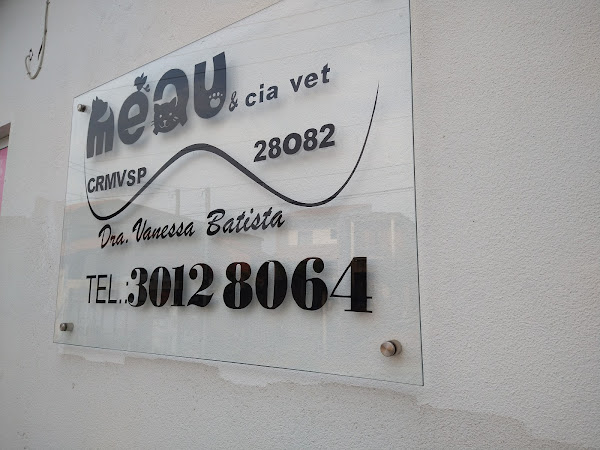 meau & cia vet
CRMVSP 28082
Dra. Vanessa Batista
TEL.: 3012 8064